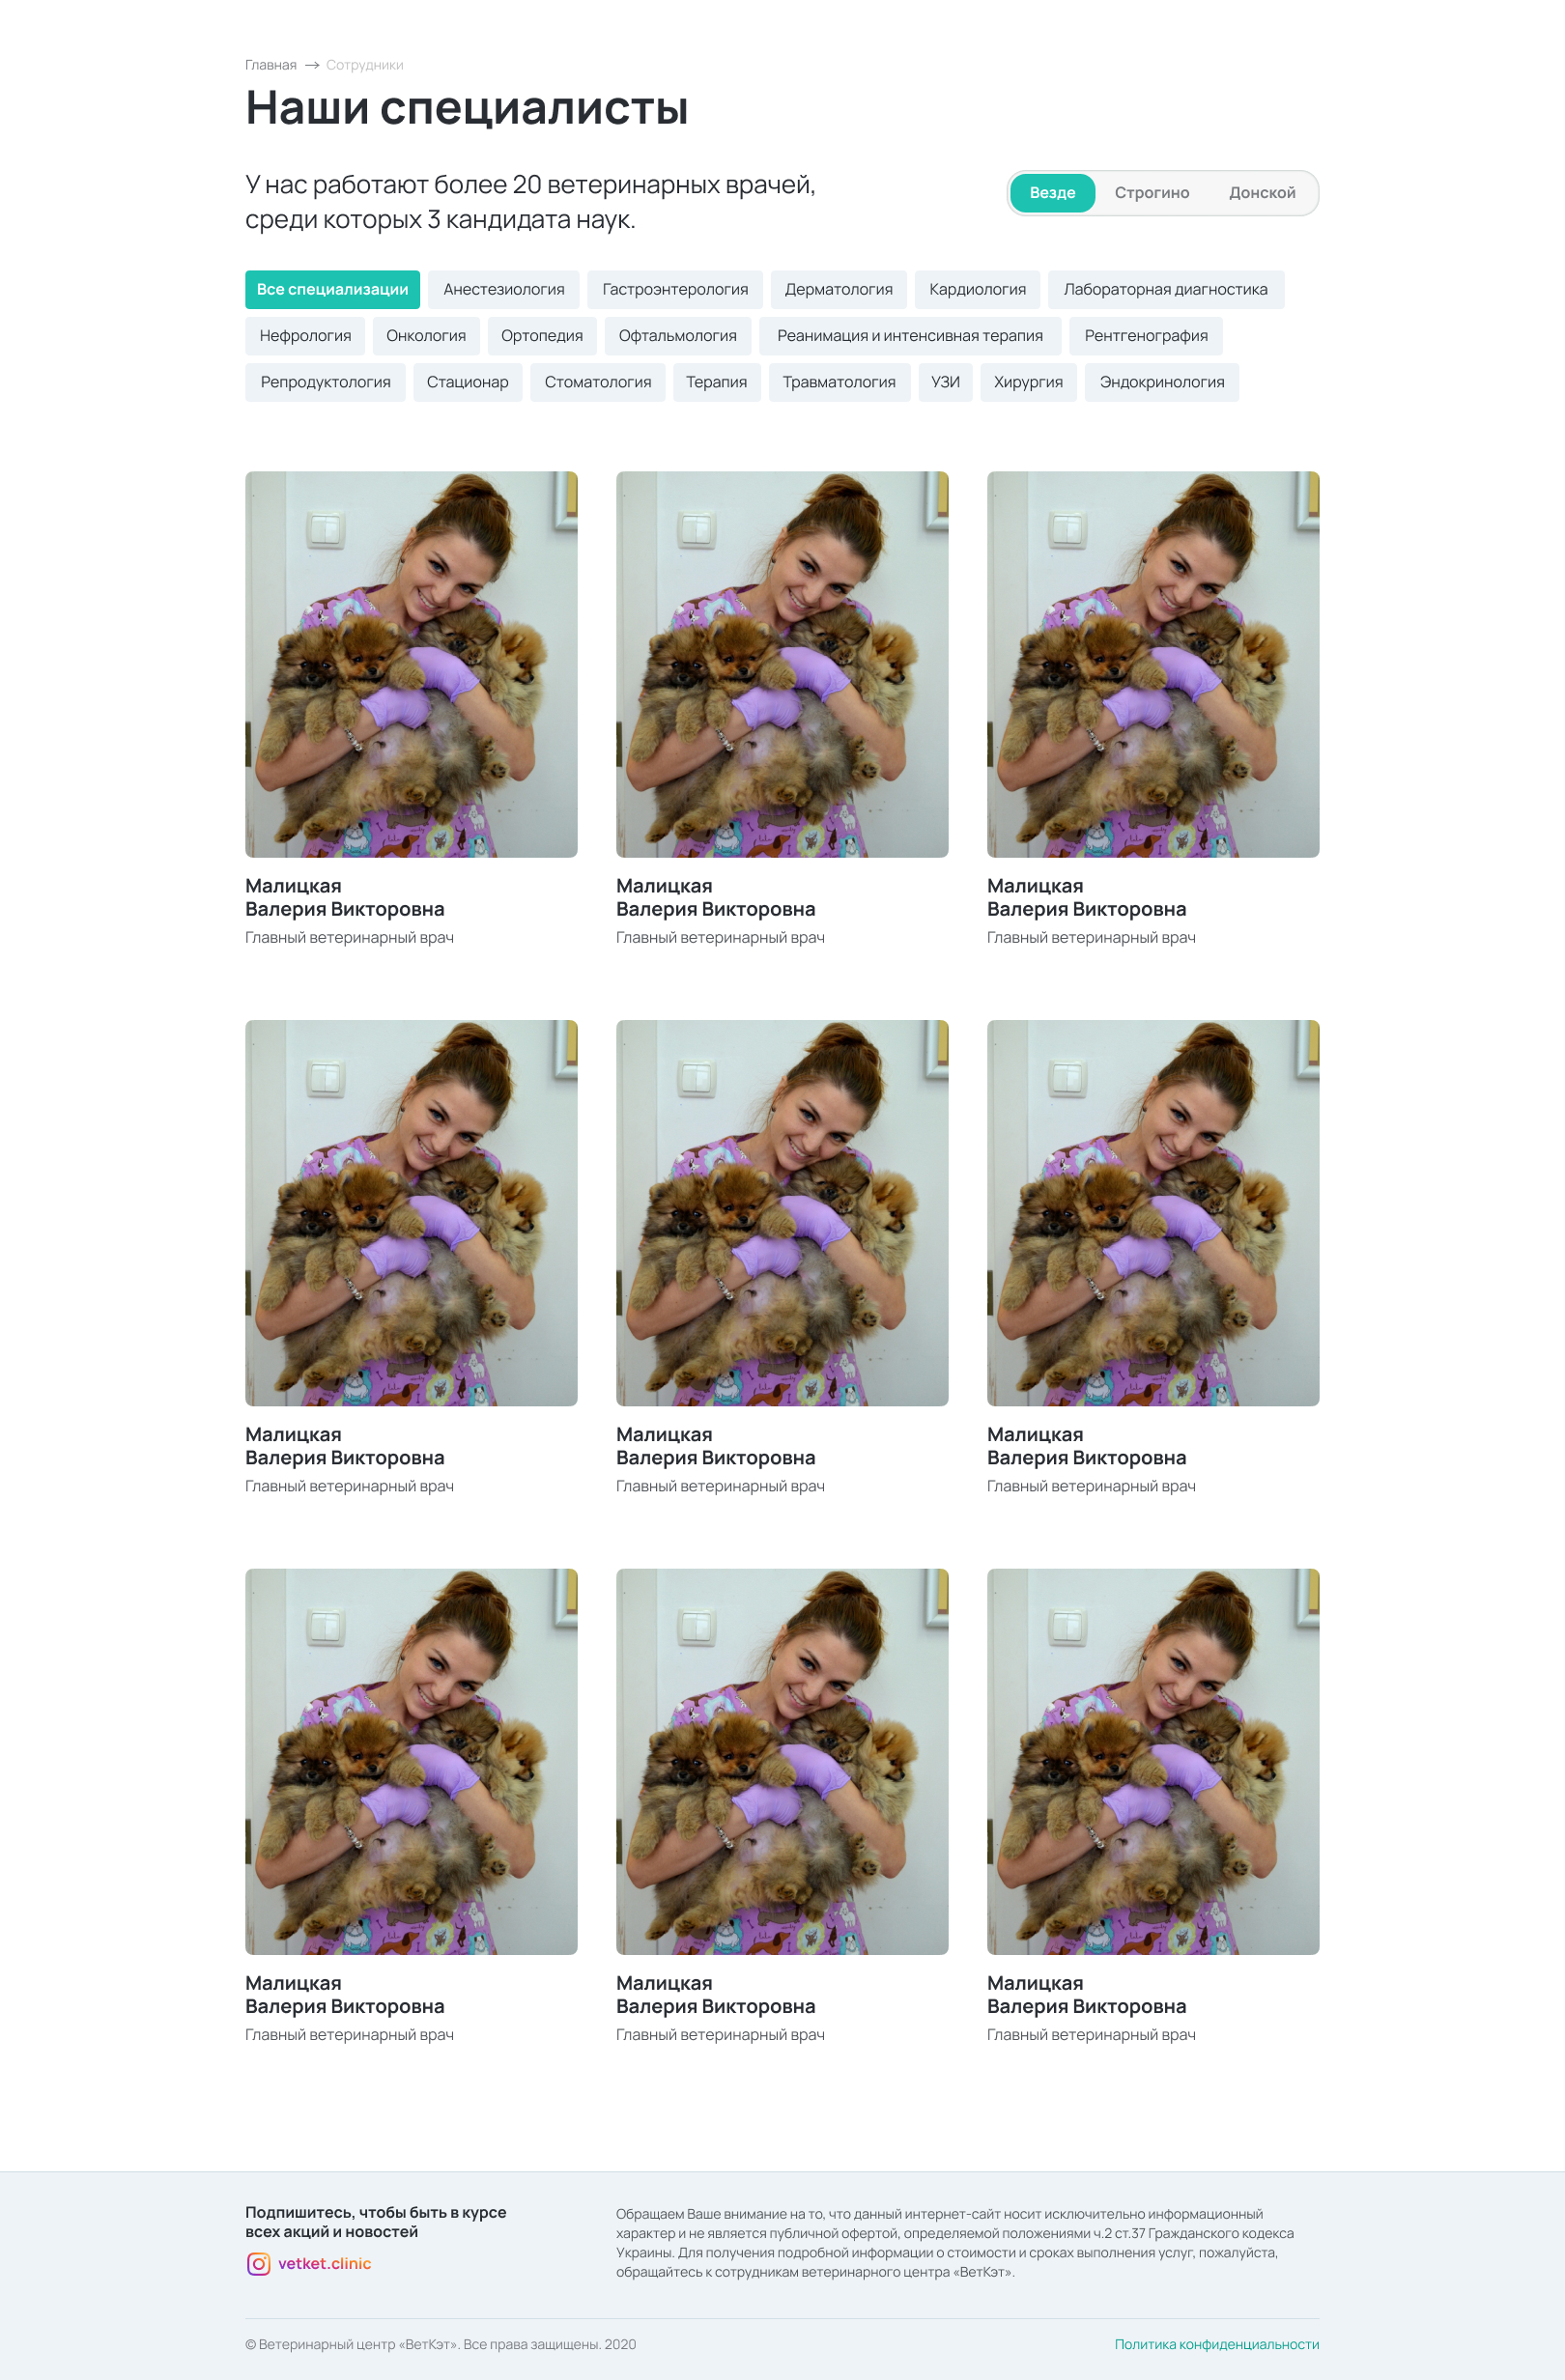 Главная → Сотрудники
Наши специалисты
У нас работают более 20 ветеринарных врачей,
среди которых 3 кандидата наук.
Везде Строгино Донской
Все специализации Анестезиология Гастроэнтерология Дерматология Кардиология Лабораторная диагностика
Нефрология Онкология Ортопедия Офтальмология Реанимация и интенсивная терапия Рентгенография
Репродуктология Стационар Стоматология Терапия Травматология УЗИ Хирургия Эндокринология
Малицкая
Валерия Викторовна
Главный ветеринарный врач
Малицкая
Валерия Викторовна
Главный ветеринарный врач
Малицкая
Валерия Викторовна
Главный ветеринарный врач
Малицкая
Валерия Викторовна
Главный ветеринарный врач
Малицкая
Валерия Викторовна
Главный ветеринарный врач
Малицкая
Валерия Викторовна
Главный ветеринарный врач
Малицкая
Валерия Викторовна
Главный ветеринарный врач
Малицкая
Валерия Викторовна
Главный ветеринарный врач
Малицкая
Валерия Викторовна
Главный ветеринарный врач
Подпишитесь, чтобы быть в курсе
всех акций и новостей
vetket.clinic
Обращаем Ваше внимание на то, что данный интернет-сайт носит исключительно информационный
характер и не является публичной офертой, определяемой положениями ч.2 ст.37 Гражданского кодекса
Украины. Для получения подробной информации о стоимости и сроках выполнения услуг, пожалуйста,
обращайтесь к сотрудникам ветеринарного центра «ВетКэт».
© Ветеринарный центр «ВетКэт». Все права защищены. 2020
Политика конфиденциальности